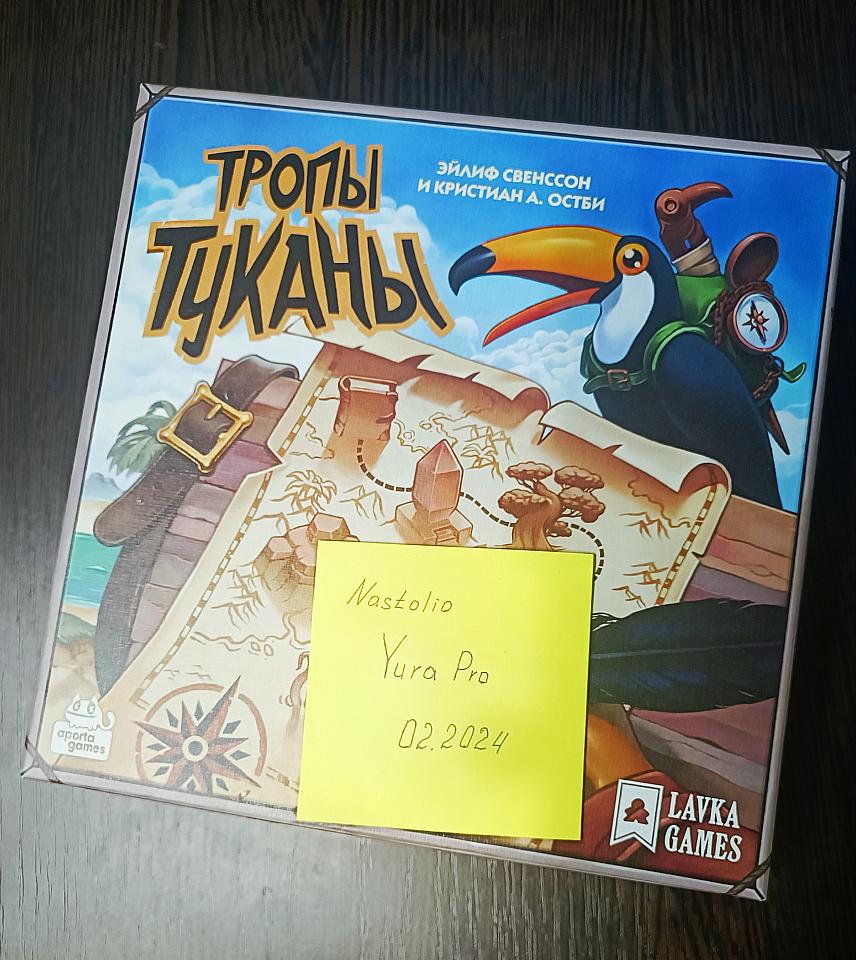 ТРОПЫ
ТУКАНЫ
ЭЙЛИФ СВЕНССОН
И КРИСТИАН А. ОСТБИ
Nastolio
Yura Pro
02.2024
aporta
games
LAVKA
GAMES